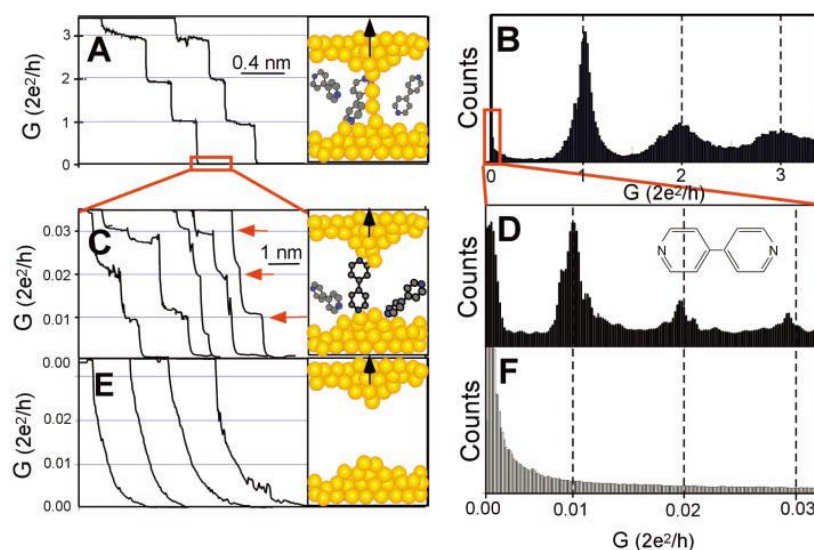 A
G (2e²/h)
3
2
1
0
0.4 nm
B
Counts
0
1
2
3
G (2e²/h)
C
G (2e²/h)
0.03
0.02
0.01
1 nm
D
Counts
N
N
E
G (2e²/h)
0.00
0.02
0.01
0.00
F
Counts
0.00
0.01
0.02
0.03
G (2e²/h)